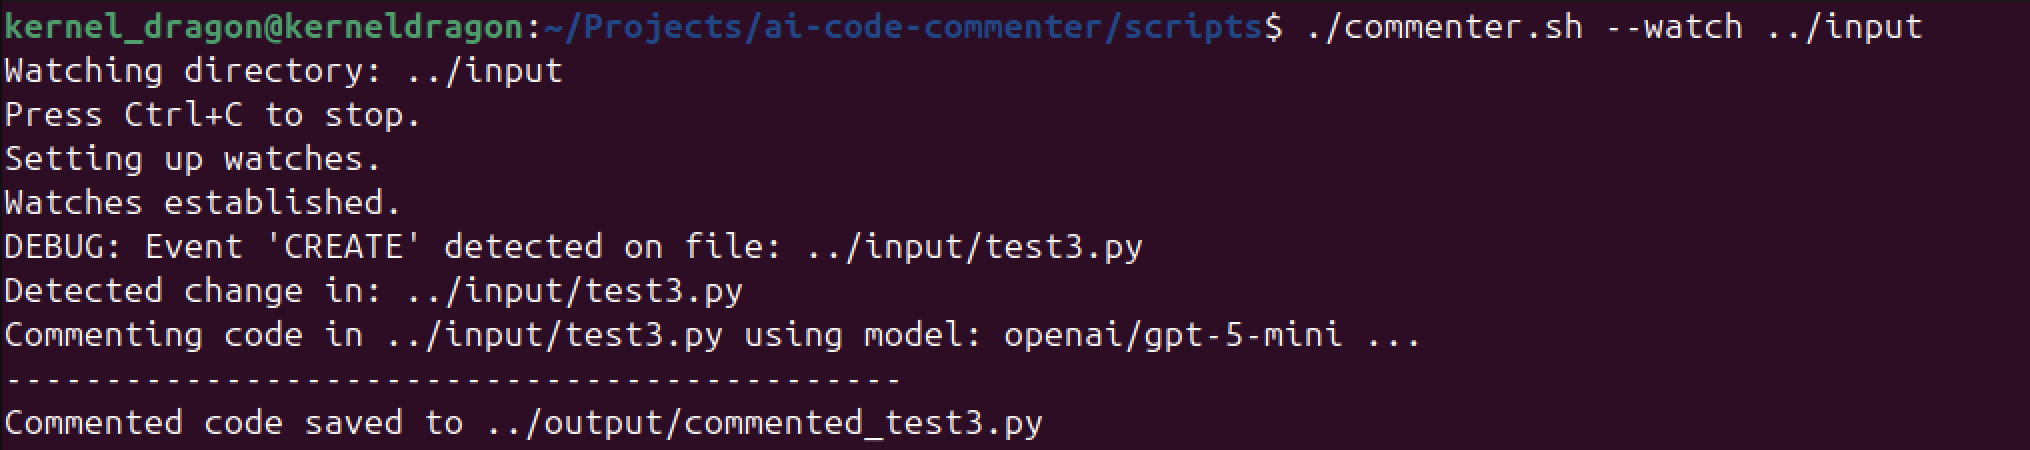 kernel_dragon@kerneldragon:~/Projects/ai-code-commenter/scripts$ ./commenter.sh --watch ../input
Watching directory: ../input
Press Ctrl+C to stop.
Setting up watches.
Watches established.
DEBUG: Event 'CREATE' detected on file: ../input/test3.py
Detected change in: ../input/test3.py
Commenting code in ../input/test3.py using model: openai/gpt-5-mini ...
---------------------------------------------
Commented code saved to ../output/commented_test3.py